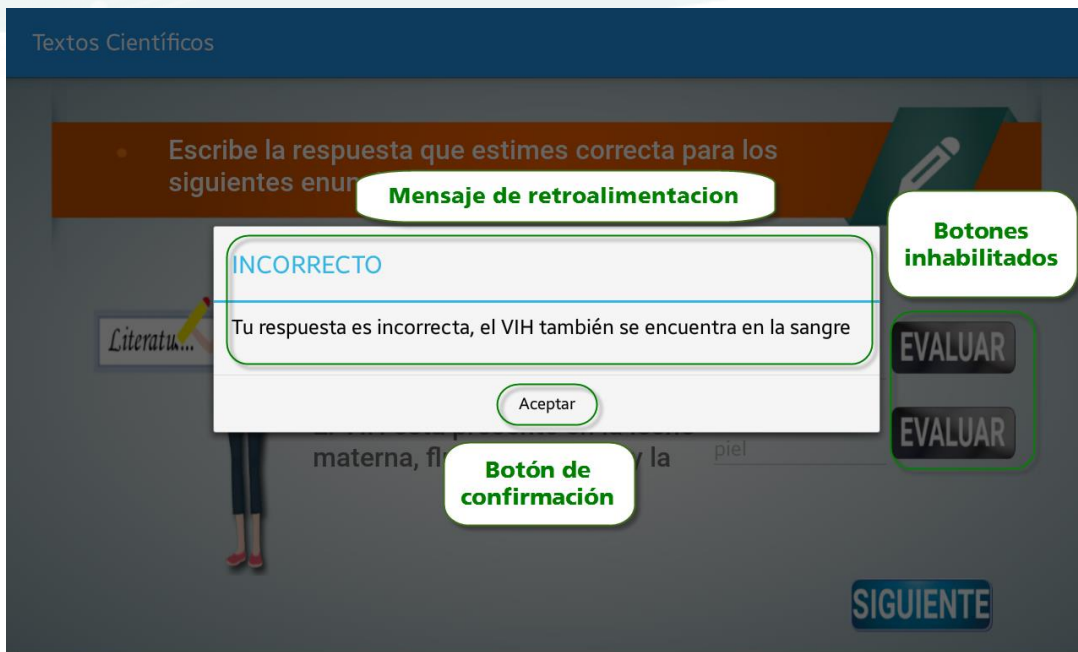 Textos Científicos
Escribe la respuesta que estimes correcta para los
siguientes
Mensaje de retroalimentacion
Botones
inhabilitados
INCORRECTO
Tu respuesta es incorrecta, el VIH también se encuentra en la sangre
Literatu...
EVALUAR
Aceptar
EVALUAR
materna, y la
piel
Botón de
confirmación
SIGUIENTE